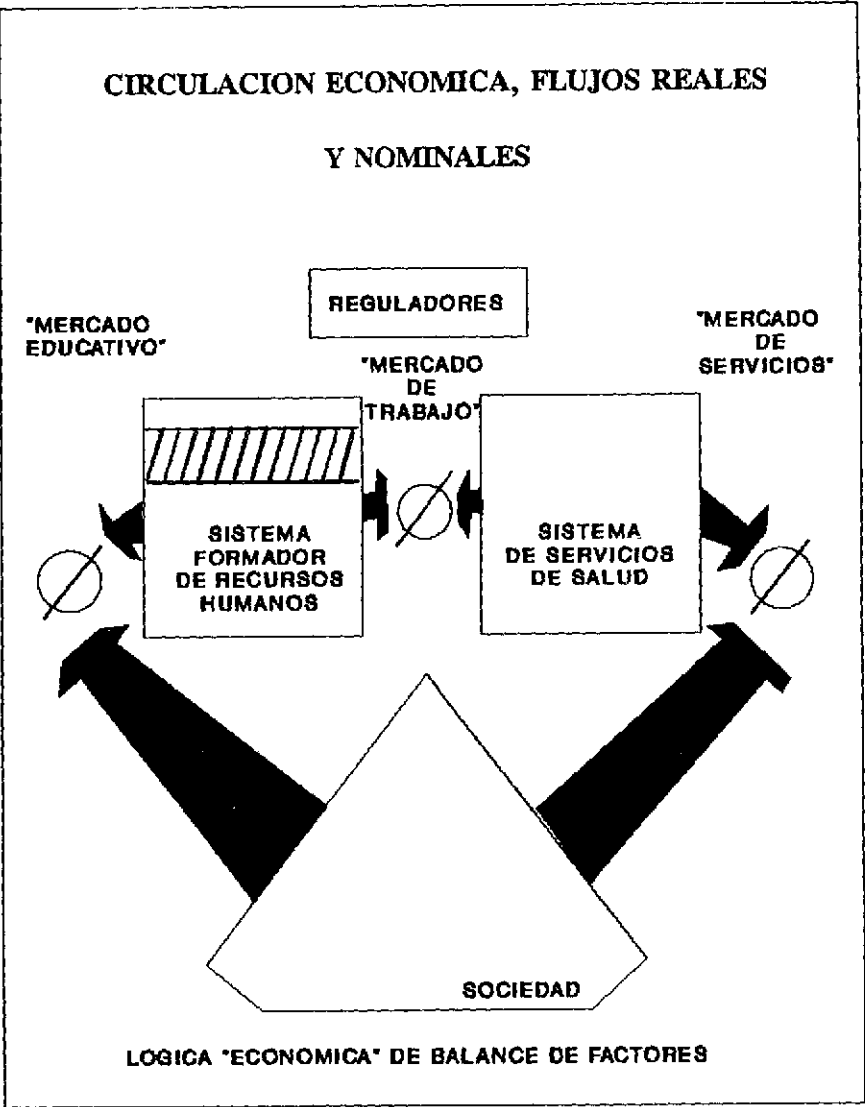 CIRCULACION ECONOMICA, FLUJOS REALES
Y NOMINALES
REGULADORES
"MERCADO
EDUCATIVO"
"MERCADO
DE
TRABAJO"
"MERCADO
DE
SERVICIOS"
SISTEMA
FORMADOR
DE RECURSOS
HUMANOS
SISTEMA
DE SERVICIOS
DE SALUD
SOCIEDAD
LOGICA "ECONOMICA" DE BALANCE DE FACTORES